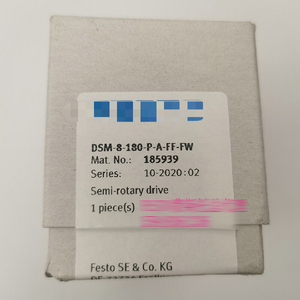 DSM-8-180-P-A-FF-FW
Mat. No.: 185939
Series: 10-2020:02
Semi-rotary drive
1 piece(s)
Festo SE & Co. KG